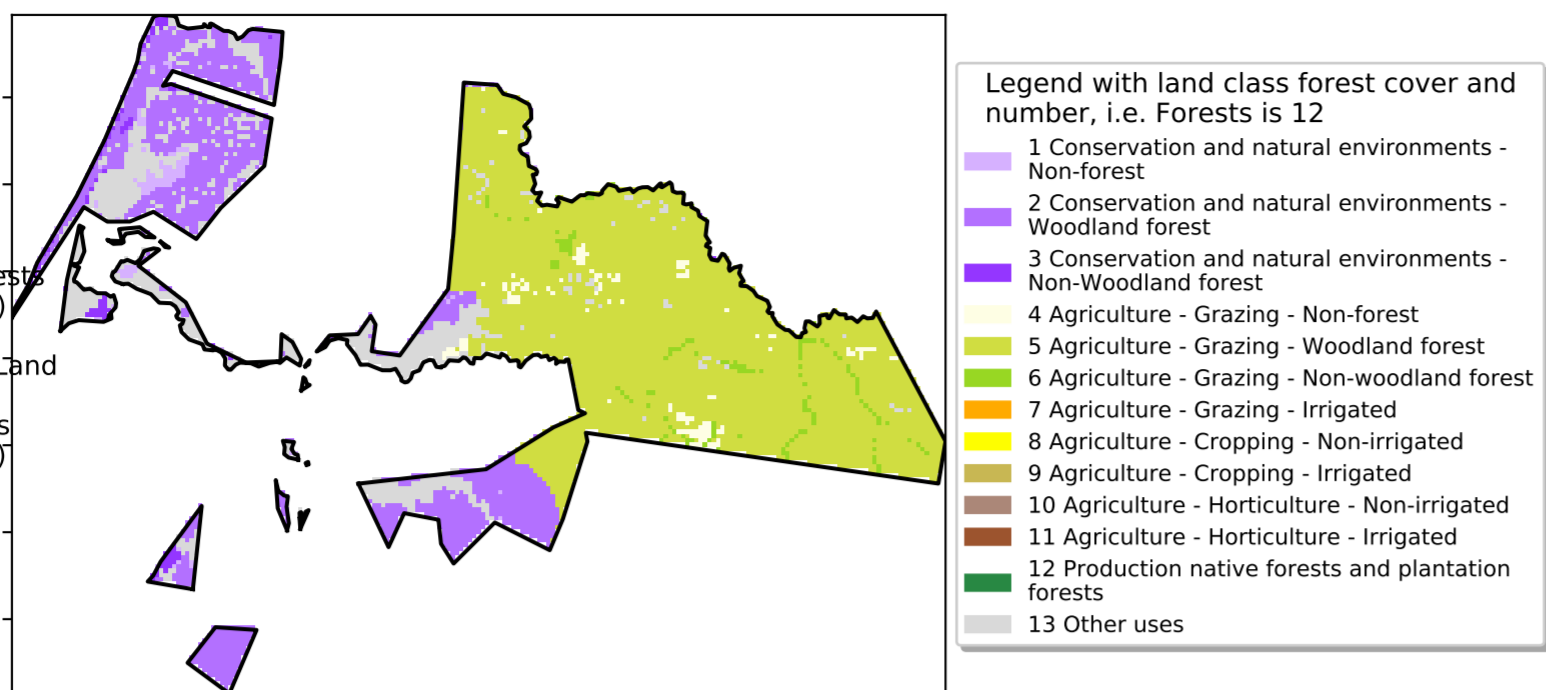 Legend with land class forest cover and
number, i.e. Forests is 12
1 Conservation and natural environments -
Non-forest
2 Conservation and natural environments -
Woodland forest
3 Conservation and natural environments -
Non-Woodland forest
4 Agriculture - Grazing - Non-forest
5 Agriculture - Grazing - Woodland forest
6 Agriculture - Grazing - Non-woodland forest
7 Agriculture - Grazing - Irrigated
8 Agriculture - Cropping - Non-irrigated
9 Agriculture - Cropping - Irrigated
10 Agriculture - Horticulture - Non-irrigated
11 Agriculture - Horticulture - Irrigated
12 Production native forests and plantation
forests
13 Other uses
ests
)
Land
s
)